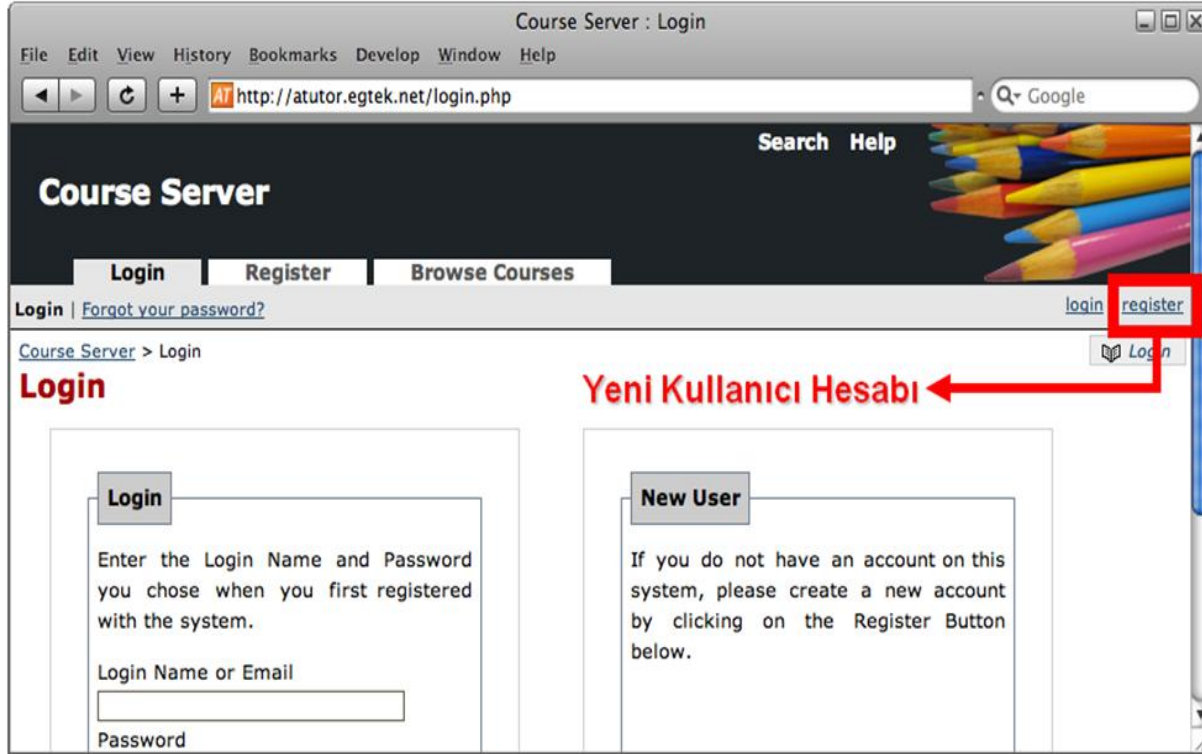 Course Server : Login
File Edit View History Bookmarks Develop Window Help
AT http://atutor.egtek.net/login.php
Q Google
Search Help
Course Server
Login Register Browse Courses
Login | Forgot your password?
login register
Course Server > Login
Login
Login
Yeni Kullanıcı Hesabı
Login
Enter the Login Name and Password
you chose when you first registered
with the system.
Login Name or Email
Password
New User
If you do not have an account on this
system, please create a new account
by clicking on the Register Button
below.